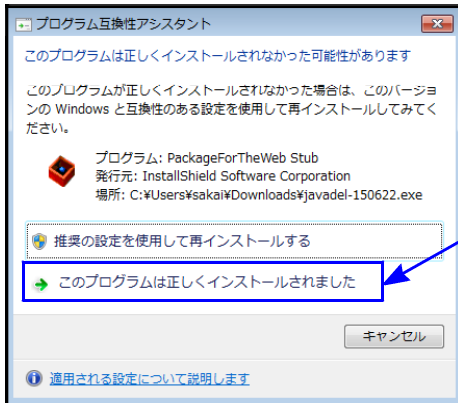 プログラム互換性アシスタント
このプログラムは正しくインストールされなかった可能性があります
このプログラムが正しくインストールされなかった場合は、このバージョ
ンの Windows と互換性のある設定を使用して再インストールしてみてく
ださい。
プログラム: PackageForTheWeb Stub
発行元: InstallShield Software Corporation
場所: C:¥Users¥sakai¥Downloads¥javadel-150622.exe
推奨の設定を使用して再インストールする
このプログラムは正しくインストールされました
キャンセル
適用される設定について説明します